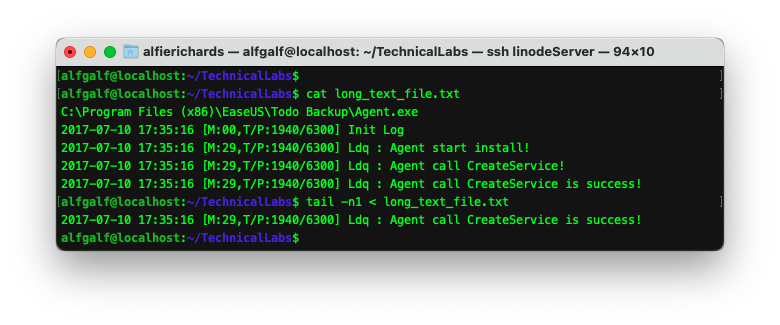 alfierichards — alfgalf@localhost: ~/TechnicalLabs — ssh linodeServer — 94×10
[alfgalf@localhost:~/TechnicalLabs$ ]
[alfgalf@localhost:~/TechnicalLabs$ cat long_text_file.txt ]
C:\Program Files (x86)\EaseUS\Todo Backup\Agent.exe
2017-07-10 17:35:16 [M:00,T/P:1940/6300] Init Log
2017-07-10 17:35:16 [M:29,T/P:1940/6300] Ldq : Agent start install!
2017-07-10 17:35:16 [M:29,T/P:1940/6300] Ldq : Agent call CreateService!
2017-07-10 17:35:16 [M:29,T/P:1940/6300] Ldq : Agent call CreateService is success!
[alfgalf@localhost:~/TechnicalLabs$ tail -n1 < long_text_file.txt ]
2017-07-10 17:35:16 [M:29,T/P:1940/6300] Ldq : Agent call CreateService is success!
alfgalf@localhost:~/TechnicalLabs$